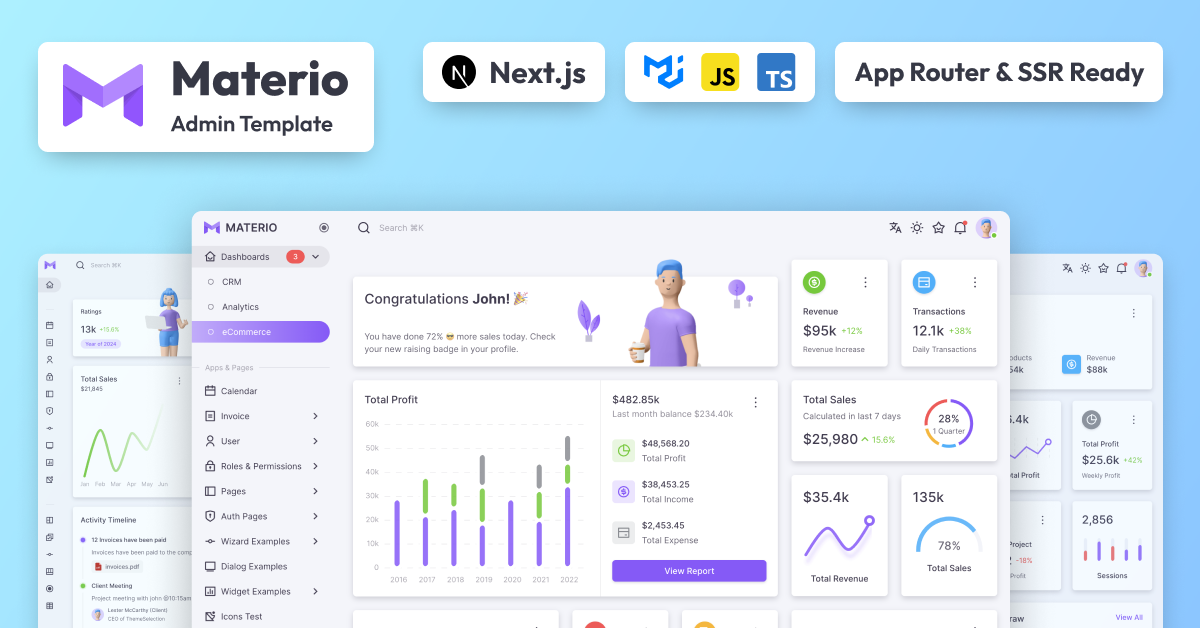 Materio
Admin Template
Next.js
JS
TS
App Router & SSR Ready
Search ⌘K
Ratings
13k +15.6%
Year of 2024
Total Sales
$21,845
Jan Feb Mar Apr May Jun
Activity Timeline
12 Invoices have been paid
Invoices have been paid to the comp
invoices.pdf
Client Meeting
Project meeting with john @10:15am
Lester McCarthy (Client)
CEO of ThemeSelection
MATERIO
Search ⌘K
Dashboards 3
CRM
Analytics
eCommerce
Apps & Pages
Calendar
Invoice
User
Roles & Permissions
Pages
Auth Pages
Wizard Examples
Dialog Examples
Widget Examples
Icons Test
Congratulations John! 🎉
You have done 72% 😎 more sales today. Check
your new raising badge in your profile.
Revenue
$95k +12%
Revenue Increase
Transactions
12.1k +38%
Daily Transactions
Total Profit
60k
50k
40k
30k
20k
10k
0
2016 2017 2018 2019 2020 2021 2022
$482.85k
Last month balance $234.40k
$48,568.20
Total Profit
$38,453.25
Total Income
$2,453.45
Total Expense
View Report
Total Sales
Calculated in last 7 days
$25,980 15.6%
28%
1 Quarter
$35.4k
Total Revenue
135k
78%
Total Sales
oducts
54k
Revenue
$88k
5.4k
tal Profit
Total Profit
$25.6k +42%
Weekly Profit
Project
-18%
Profit
2,856
Sessions
raw
View All